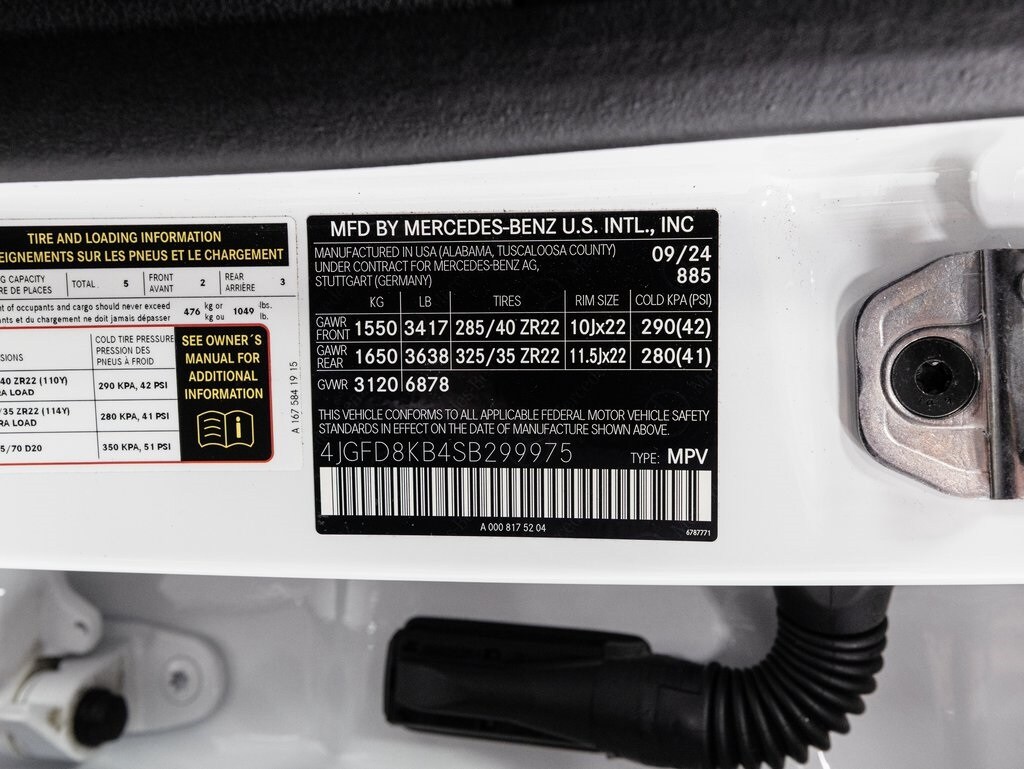 TIRE AND LOADING INFORMATION
EIGNEMENTS SUR LES PNEUS ET LE CHARGEMENT
G CAPACITY TOTAL 5 FRONT 2 REAR 3
RE DE PLACES AVANT ARRIÈRE
nt of occupants and cargo should never exceed 476 kg or 1049 lbs.
ants et du chargement ne doit jamais dépasser kg ou lb.
SIONS
COLD TIRE PRESSURE
PRESSION DES
PNEUS À FROID
40 ZR22 (110Y) 290 KPA, 42 PSI
RA LOAD
/35 ZR22 (114Y) 280 KPA, 41 PSI
RA LOAD
5/70 D20 350 KPA, 51 PSI
SEE OWNER´S
MANUAL FOR
ADDITIONAL
INFORMATION
A 167 584 19 15
MFD BY MERCEDES-BENZ U.S. INTL., INC
MANUFACTURED IN USA (ALABAMA, TUSCALOOSA COUNTY) 09/24
UNDER CONTRACT FOR MERCEDES-BENZ AG, 885
STUTTGART (GERMANY)
KG LB TIRES RIM SIZE COLD KPA (PSI)
GAWR FRONT 1550 3417 285/40 ZR22 10Jx22 290(42)
GAWR REAR 1650 3638 325/35 ZR22 11.5Jx22 280(41)
GVWR 3120 6878
THIS VEHICLE CONFORMS TO ALL APPLICABLE FEDERAL MOTOR VEHICLE SAFETY
STANDARDS IN EFFECT ON THE DATE OF MANUFACTURE SHOWN ABOVE.
4JGFD8KB4SB299975 TYPE: MPV
A 000 817 52 04
6787771